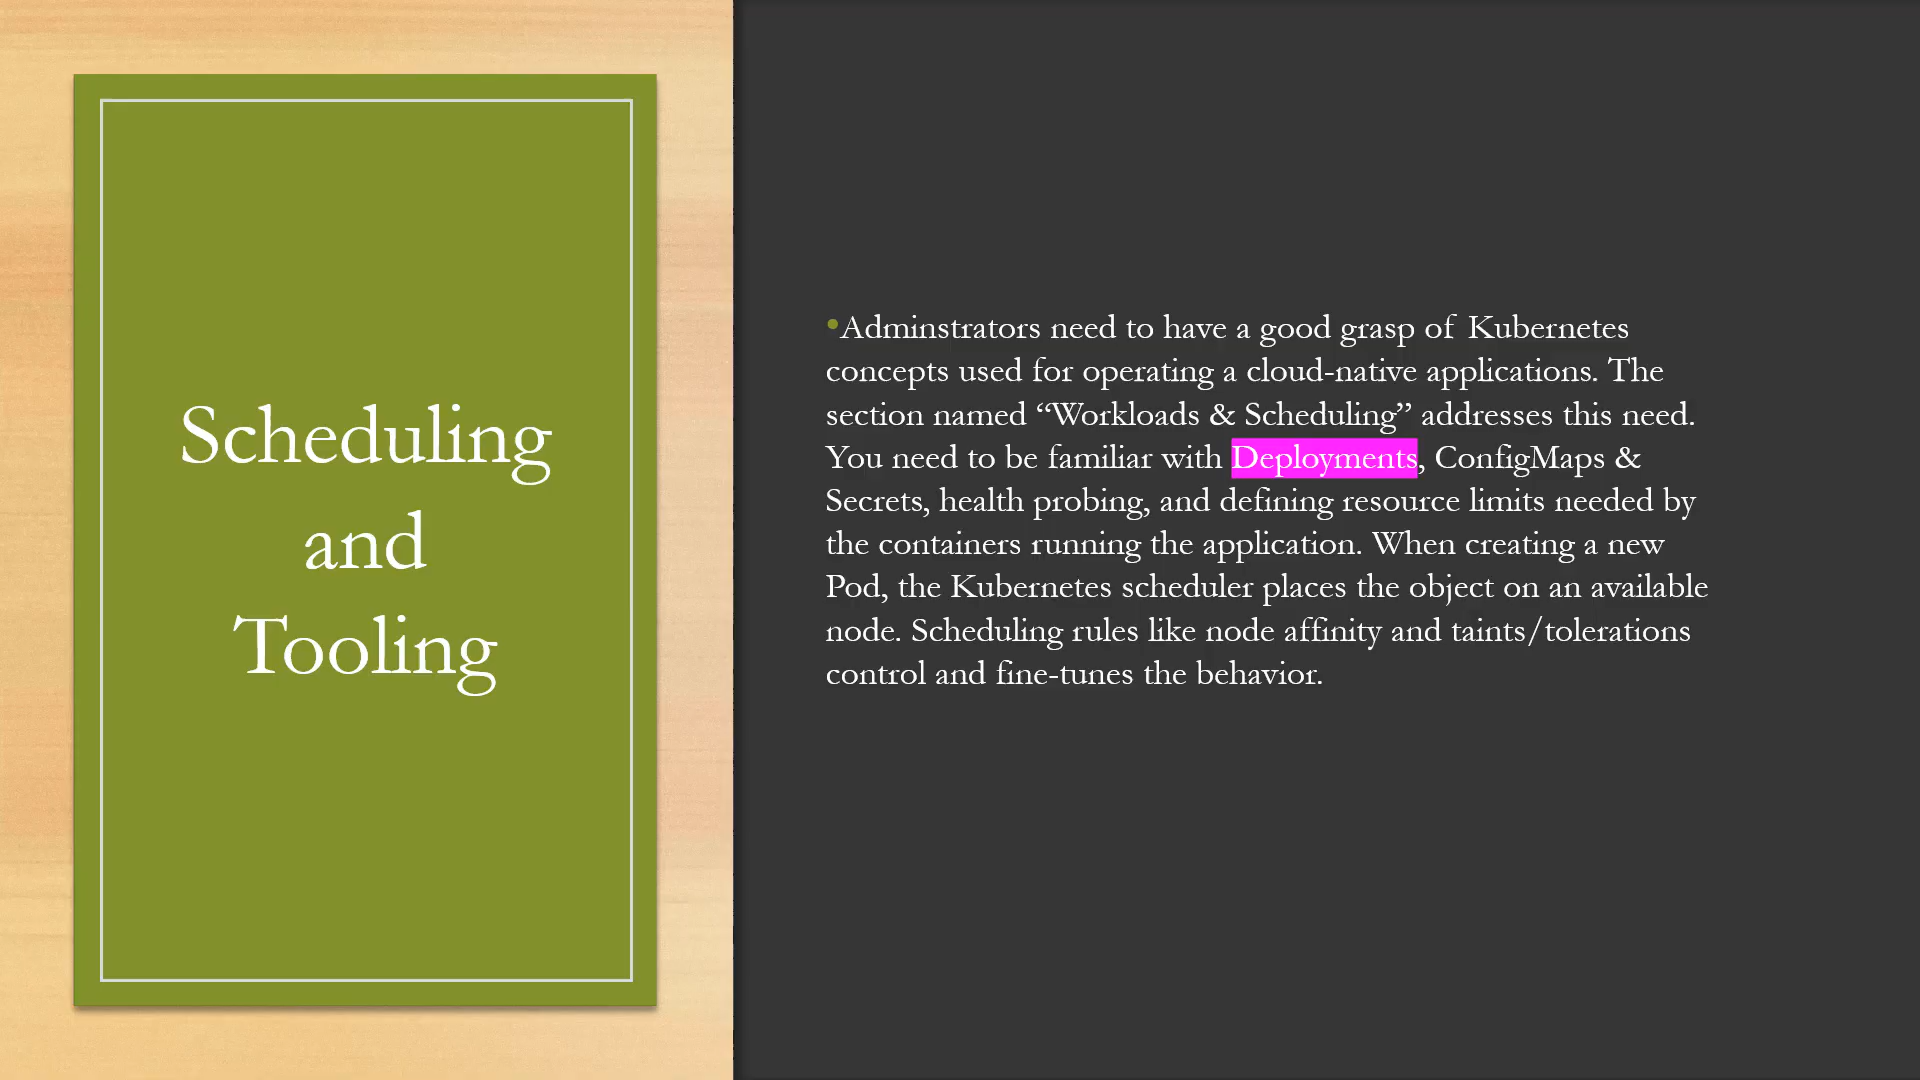 Scheduling
and
Tooling
•Adminstrators need to have a good grasp of Kubernetes
concepts used for operating a cloud-native applications. The
section named “Workloads & Scheduling” addresses this need.
You need to be familiar with Deployments, ConfigMaps &
Secrets, health probing, and defining resource limits needed by
the containers running the application. When creating a new
Pod, the Kubernetes scheduler places the object on an available
node. Scheduling rules like node affinity and taints/tolerations
control and fine-tunes the behavior.